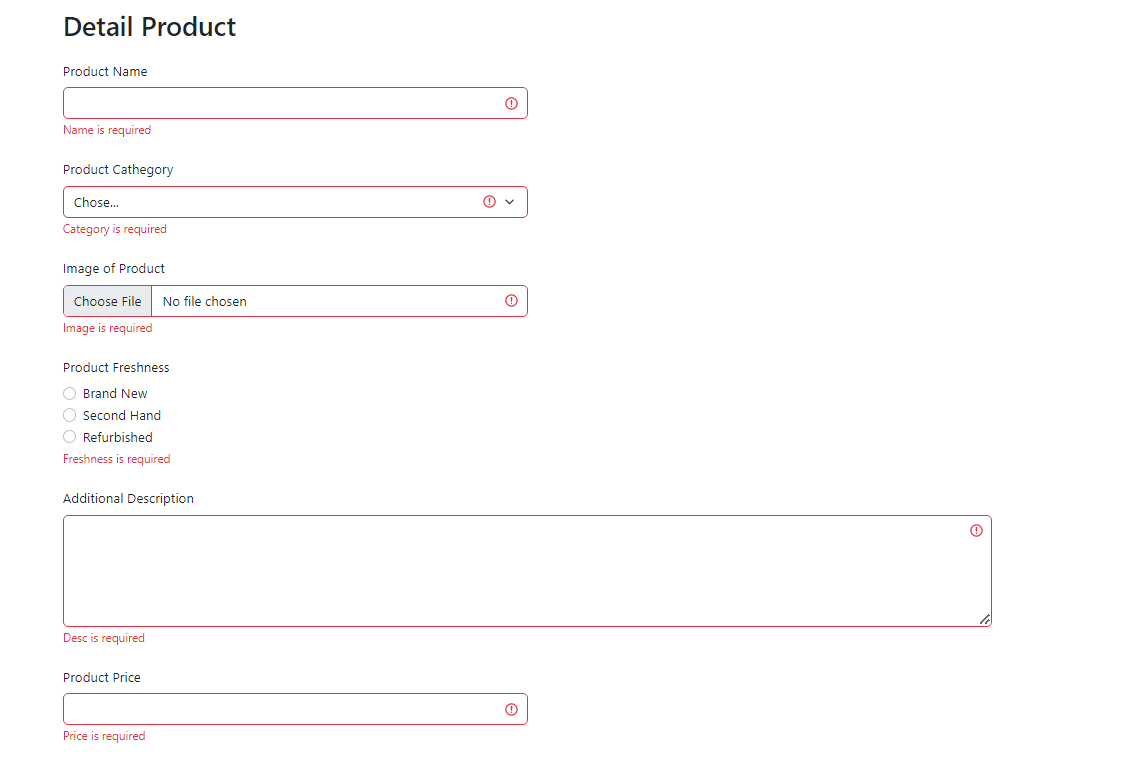 Detail Product
Product Name
Name is required
Product Cathegory
Chose...
Category is required
Image of Product
Choose File No file chosen
Image is required
Product Freshness
Brand New
Second Hand
Refurbished
Freshness is required
Additional Description
Desc is required
Product Price
Price is required